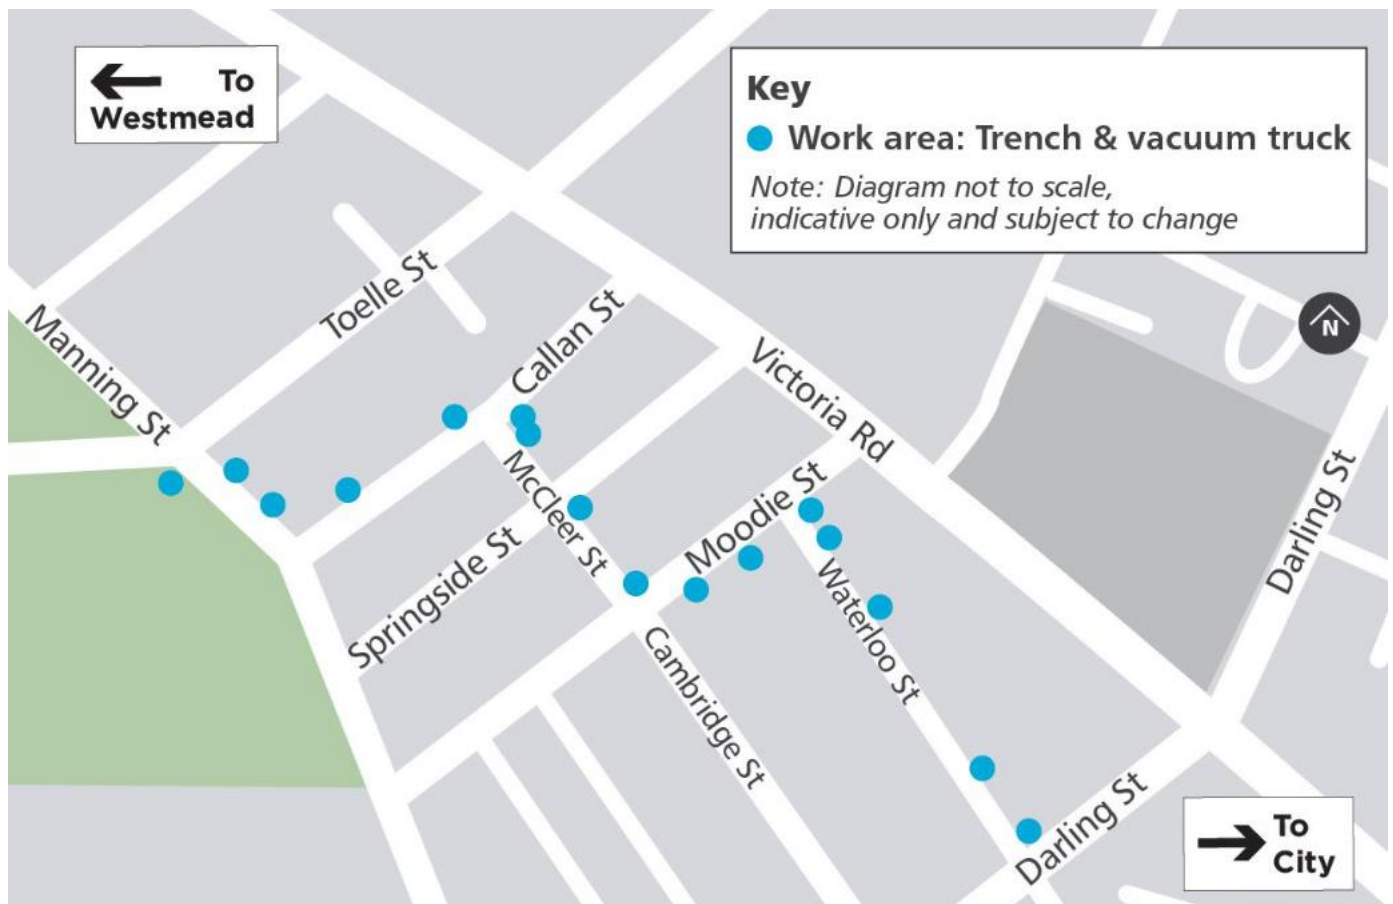 To
Westmead
Key
Work area: Trench & vacuum truck
Note: Diagram not to scale,
indicative only and subject to change
N
Manning St
Toelle St
Callan St
Victoria Rd
McCleer St
Springside St
Moodie St
Waterloo St
Cambridge St
Darling St
Darling St
To
City